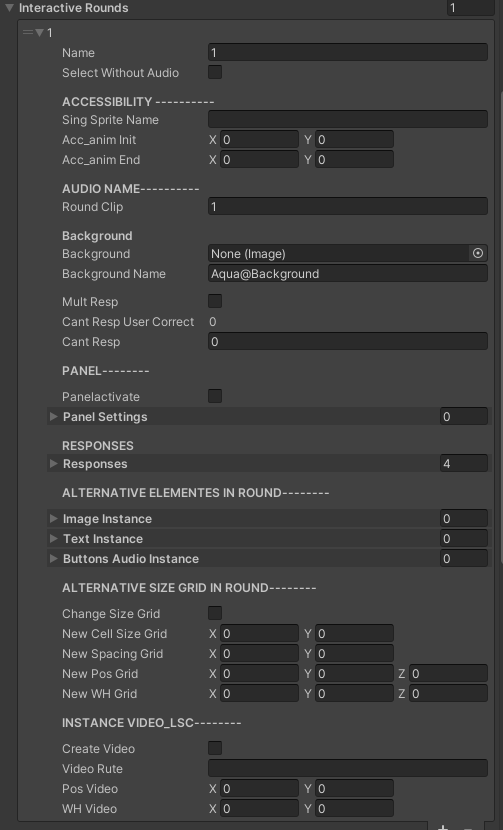 Interactive Rounds 1
1
Name 1
Select Without Audio
ACCESSIBILITY ----------
Sing Sprite Name
Acc_anim Init X 0 Y 0
Acc_anim End X 0 Y 0
AUDIO NAME----------
Round Clip 1
Background
Background None (Image)
Background Name Aqua@Background
Mult Resp
Cant Resp User Correct 0
Cant Resp 0
PANEL--------
Panelactivate
Panel Settings 0
RESPONSES
Responses 4
ALTERNATIVE ELEMENTES IN ROUND--------
Image Instance 0
Text Instance 0
Buttons Audio Instance 0
ALTERNATIVE SIZE GRID IN ROUND--------
Change Size Grid
New Cell Size Grid X 0 Y 0
New Spacing Grid X 0 Y 0
New Pos Grid X 0 Y 0 Z 0
New WH Grid X 0 Y 0 Z 0
INSTANCE VIDEO_LSC--------
Create Video
Video Rute
Pos Video X 0 Y 0
WH Video X 0 Y 0